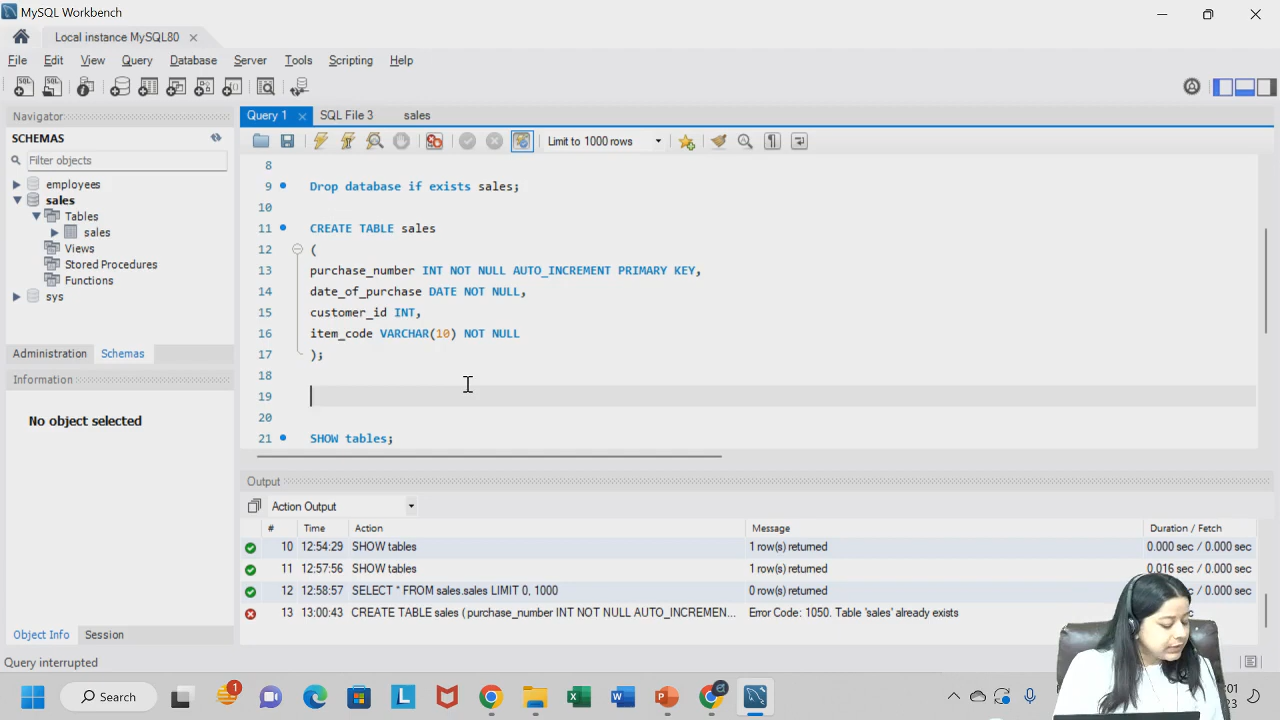 MySQL Workbench
Local instance MySQL80
File Edit View Query Database Server Tools Scripting Help
Navigator
SCHEMAS
Filter objects
employees
sales
Tables
sales
Views
Stored Procedures
Functions
sys
Administration Schemas
Information
No object selected
Object Info Session
Query 1 SQL File 3 sales
Limit to 1000 rows
8
9 Drop database if exists sales;
10
11 CREATE TABLE sales
12 (
13 purchase_number INT NOT NULL AUTO_INCREMENT PRIMARY KEY,
14 date_of_purchase DATE NOT NULL,
15 customer_id INT,
16 item_code VARCHAR(10) NOT NULL
17 );
18
19
20
21 SHOW tables;
Output
Action Output
# Time Action Message Duration / Fetch
10 12:54:29 SHOW tables 1 row(s) returned 0.000 sec / 0.000 sec
11 12:57:56 SHOW tables 1 row(s) returned 0.016 sec / 0.000 sec
12 12:58:57 SELECT * FROM sales.sales LIMIT 0, 1000 0 row(s) returned / 0.000 sec
13 13:00:43 CREATE TABLE sales ( purchase_number INT NOT NULL AUTO_INCREMEN... Error Code: 1050. Table 'sales' already exists
Query interrupted
Search
1